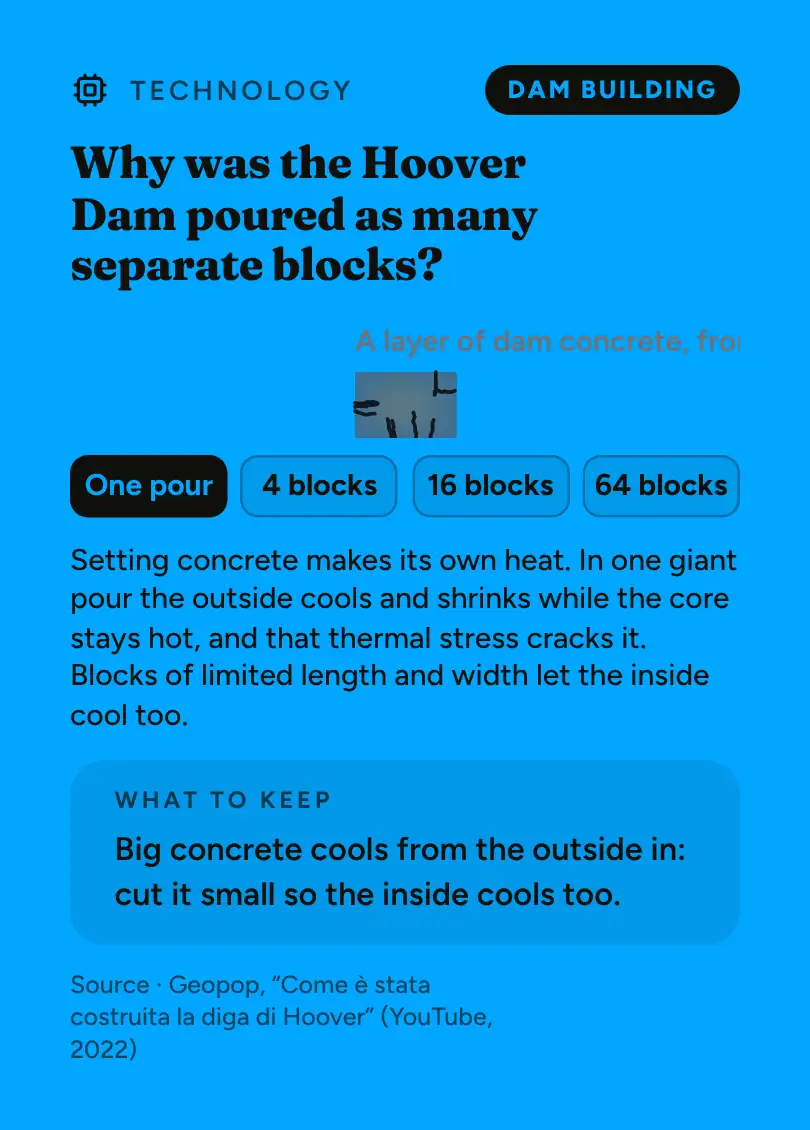 TECHNOLOGY
DAM BUILDING
Why was the Hoover
Dam poured as many
separate blocks?
A layer of dam concrete,
One pour
4 blocks
16 blocks
64 blocks
Setting concrete makes its own heat. In one giant
pour the outside cools and shrinks while the core
stays hot, and that thermal stress cracks it.
Blocks of limited length and width let the inside
cool too.
WHAT TO KEEP
Big concrete cools from the outside in:
cut it small so the inside cools too.
Source · Geopop, “Come è stata
costruita la diga di Hoover” (YouTube,
2022)